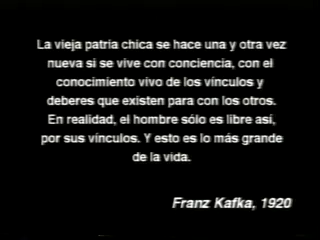 La vieja patria chica se hace una y otra vez
nueva si se vive con conciencia, con el
conocimiento vivo de los vínculos y
deberes que existen para con los otros.
En realidad, el hombre sólo es libre así,
por sus vínculos. Y esto es lo más grande
de la vida.
Franz Kafka, 1920